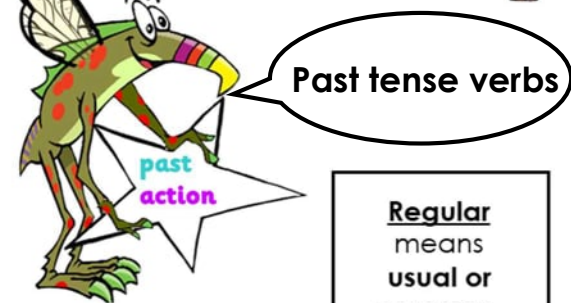 Past tense verbs
past
action
Regular
means
usual or